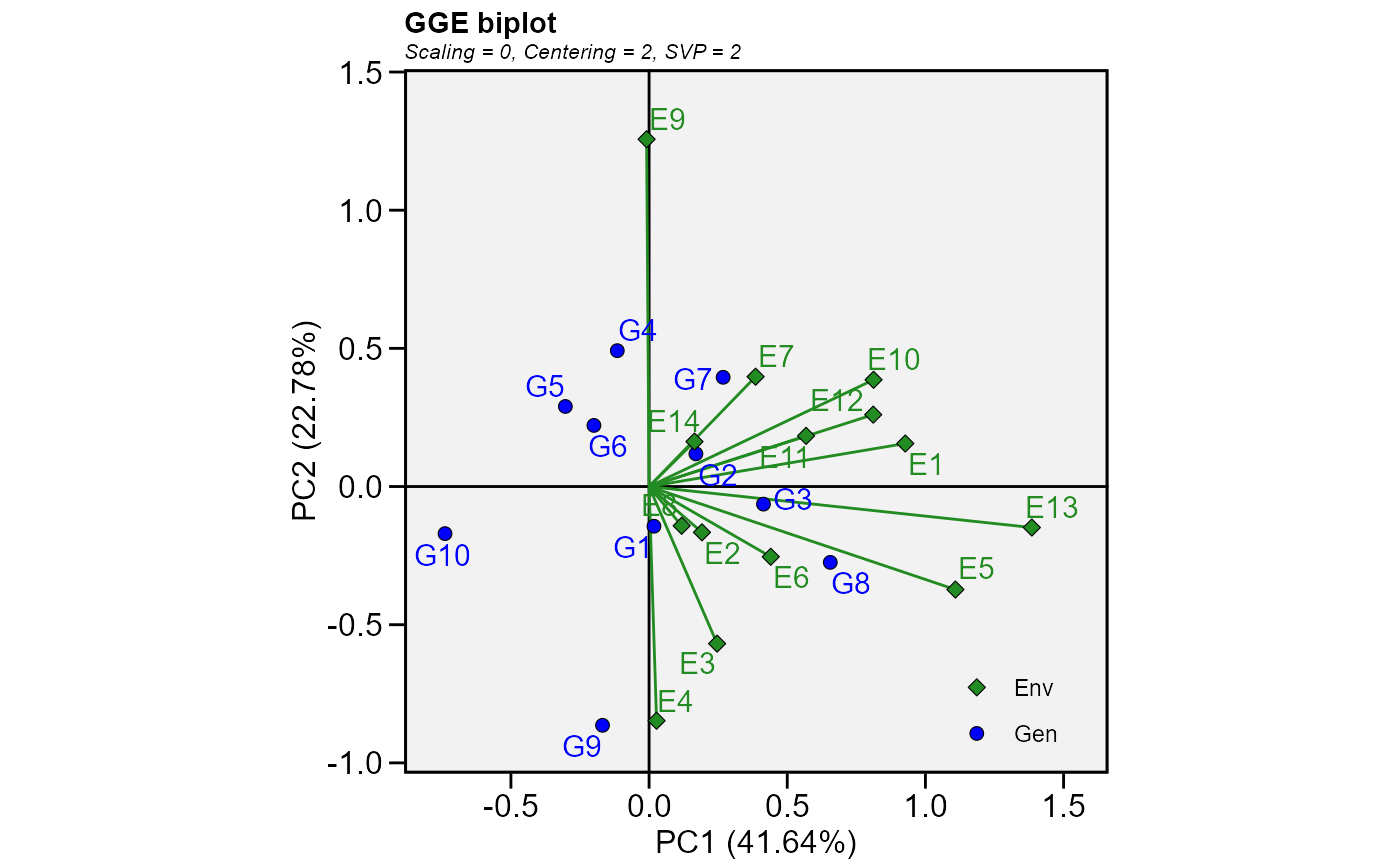 GGE biplot
Scaling = 0, Centering = 2, SVP = 2
1.5
E9
1.0
G4
0.5
E7
E10
G7
G5
E12
E14
G6
E11
E1
G2
0.0
G3
E13
G1
E2
G10
E6
E5
G8
-0.5
E3
E4
Env
G9
Gen
-1.0
-0.5
0.0
0.5
1.0
1.5
PC1 (41.64%)
PC2 (22.78%)